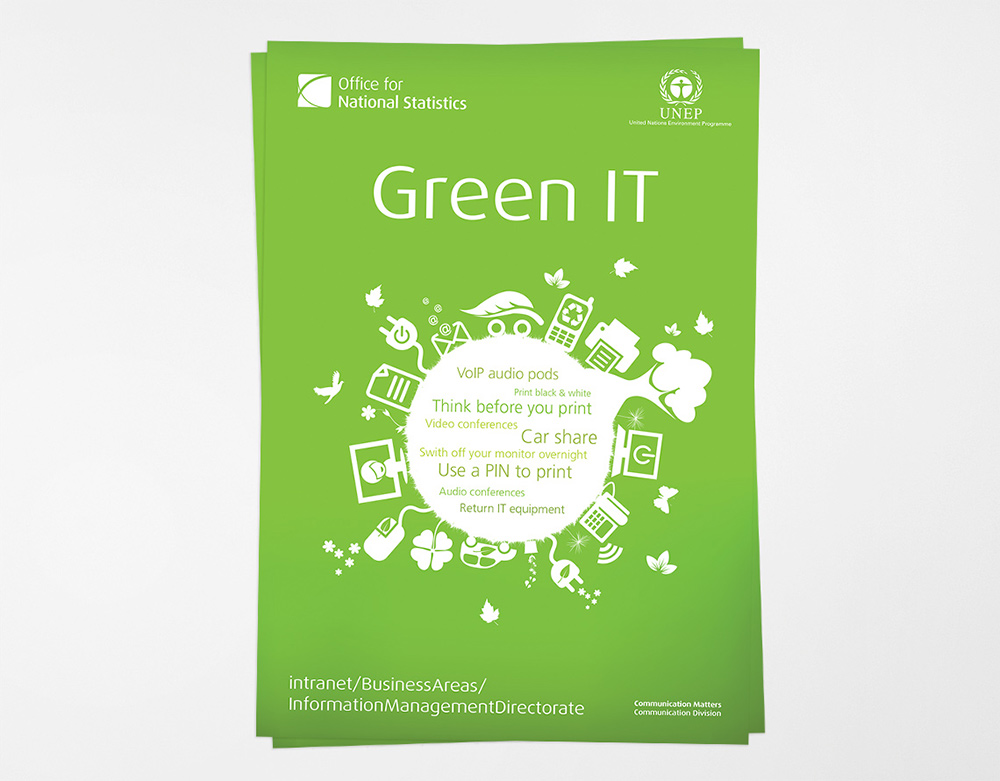 Office for
National Statistics
UNEP
United Nations Environment Programme
Green IT
VoIP audio pods
Print black & white
Think before you print
Video conferences
Car share
Swith off your monitor overnight
Use a PIN to print
Audio conferences
Return IT equipment
intranet/BusinessAreas/
InformationManagementDirectorate
Communication Matters
Communication Division